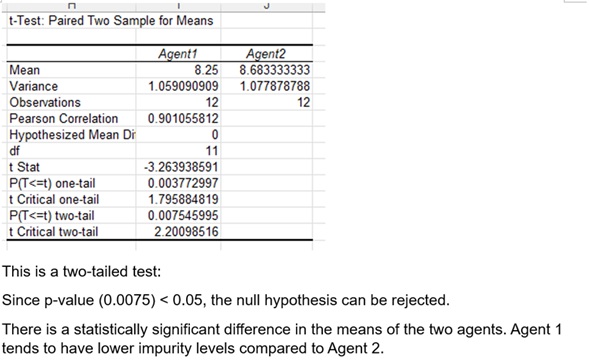 t-Test: Paired Two Sample for Means
Agent1 Agent2
Mean 8.25 8.683333333
Variance 1.059090909 1.077878788
Observations 12 12
Pearson Correlation 0.901055812
Hypothesized Mean Di 0
df 11
t Stat -3.263938591
P(T<=t) one-tail 0.003772997
t Critical one-tail 1.795884819
P(T<=t) two-tail 0.007545995
t Critical two-tail 2.20098516
This is a two-tailed test:
Since p-value (0.0075) < 0.05, the null hypothesis can be rejected.
There is a statistically significant difference in the means of the two agents. Agent 1
tends to have lower impurity levels compared to Agent 2.